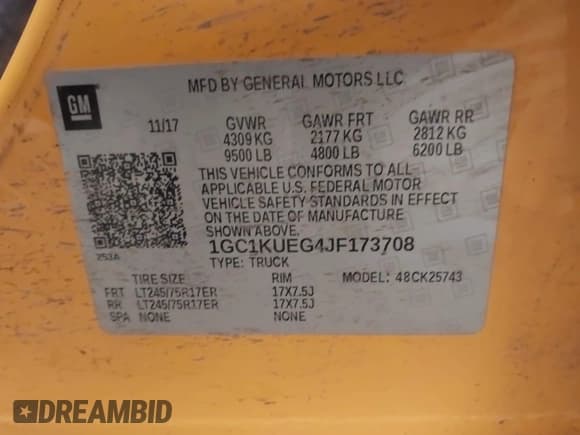 GM
MFD BY GENERAL MOTORS LLC
11/17 GVWR GAWR FRT GAWR RR
4309 KG 2177 KG 2812 KG
9500 LB 4800 LB 6200 LB
THIS VEHICLE CONFORMS TO ALL
APPLICABLE U.S. FEDERAL MOTOR
VEHICLE SAFETY STANDARDS IN EFFECT
ON THE DATE OF MANUFACTURE
SHOWN ABOVE.
253A
1GC1KUEG4JF173708
TYPE: TRUCK
TIRE SIZE RIM MODEL: 48CK25743
FRT LT245/75R17ER 17X7.5J
RR LT245/75R17ER 17X7.5J
SPA NONE NONE
DREAMBID